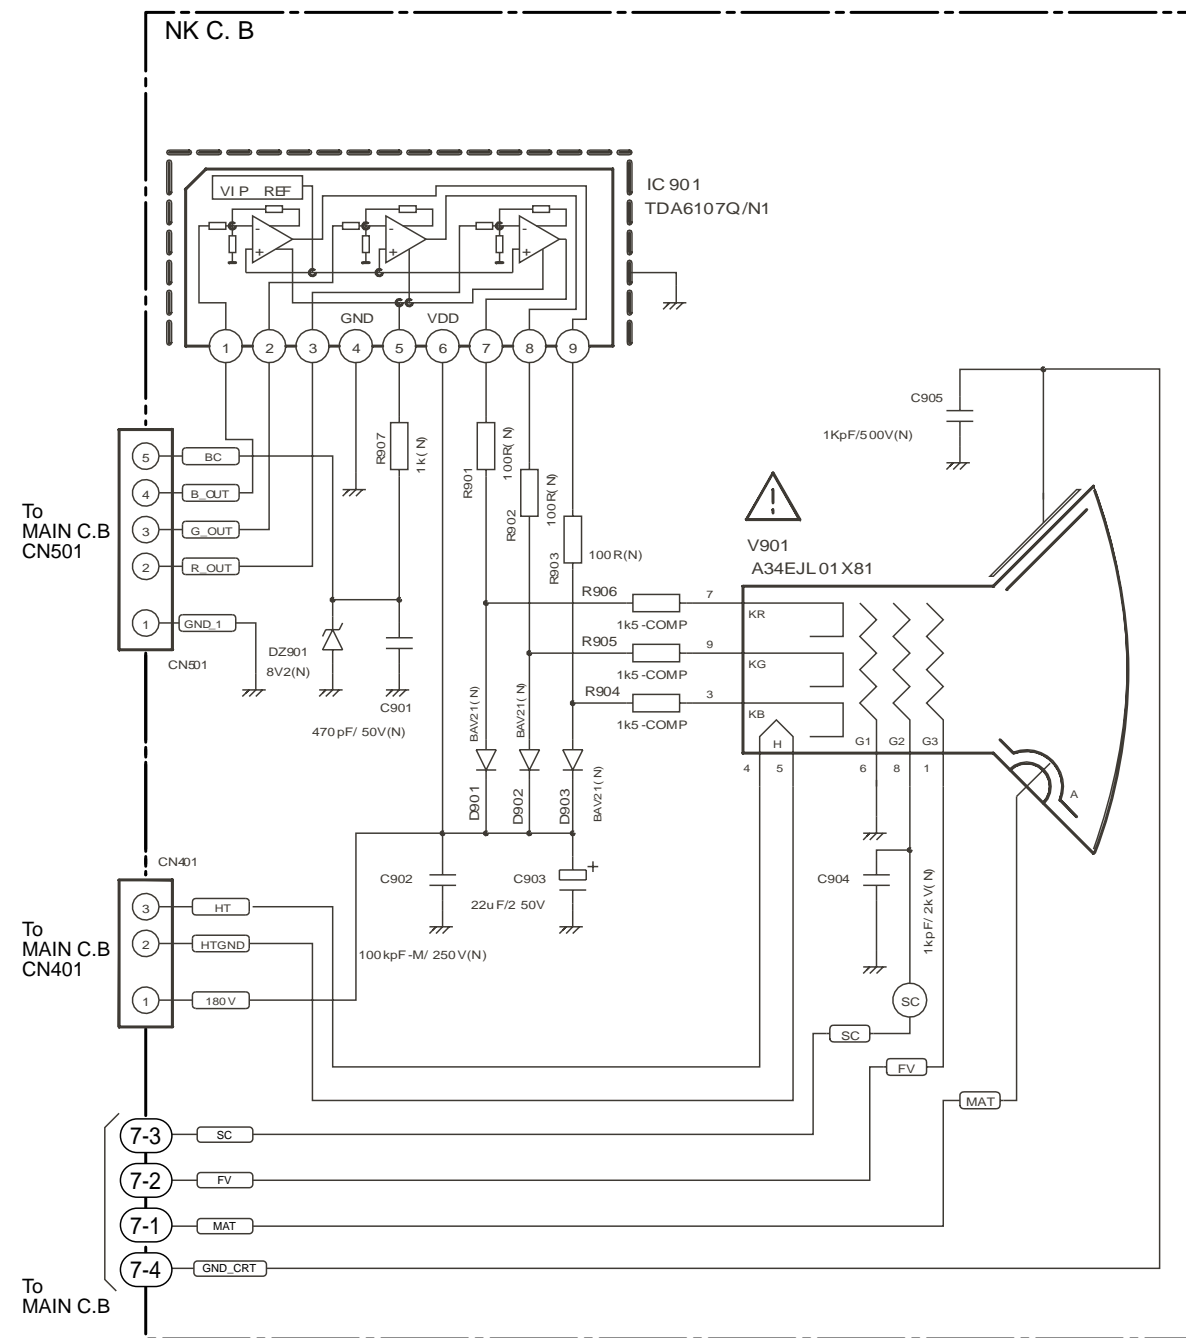 NK C. B
VIP REF
IC901
TDA6107Q/N1
-
+
-
+
-
+
GND
VDD
1
2
3
4
5
6
7
8
9
R907
1k(N)
R901
100R(N)
R902
100R(N)
R903
100R(N)
C905
1KpF/500V(N)
To
MAIN C.B
CN501
5
BC
4
B_OUT
3
G_OUT
2
R_OUT
1
GND_1
CN501
DZ901
8V2(N)
C901
470pF/50V(N)
!
V901
A34EJL01X81
R906
1k5-COMP
7
KR
R905
1k5-COMP
9
KG
R904
1k5-COMP
3
KB
H
4
5
G1
G2
G3
6
8
1
A
BAV21(N)
D901
BAV21(N)
D902
BAV21(N)
D903
C902
100kpF-M/250V(N)
C903
+
22uF/250V
C904
1kpF/2kV(N)
CN401
To
MAIN C.B
CN401
3
HT
2
HTGND
1
180V
SC
SC
FV
MAT
7-3
SC
7-2
FV
7-1
MAT
7-4
GND_CRT
To
MAIN C.B